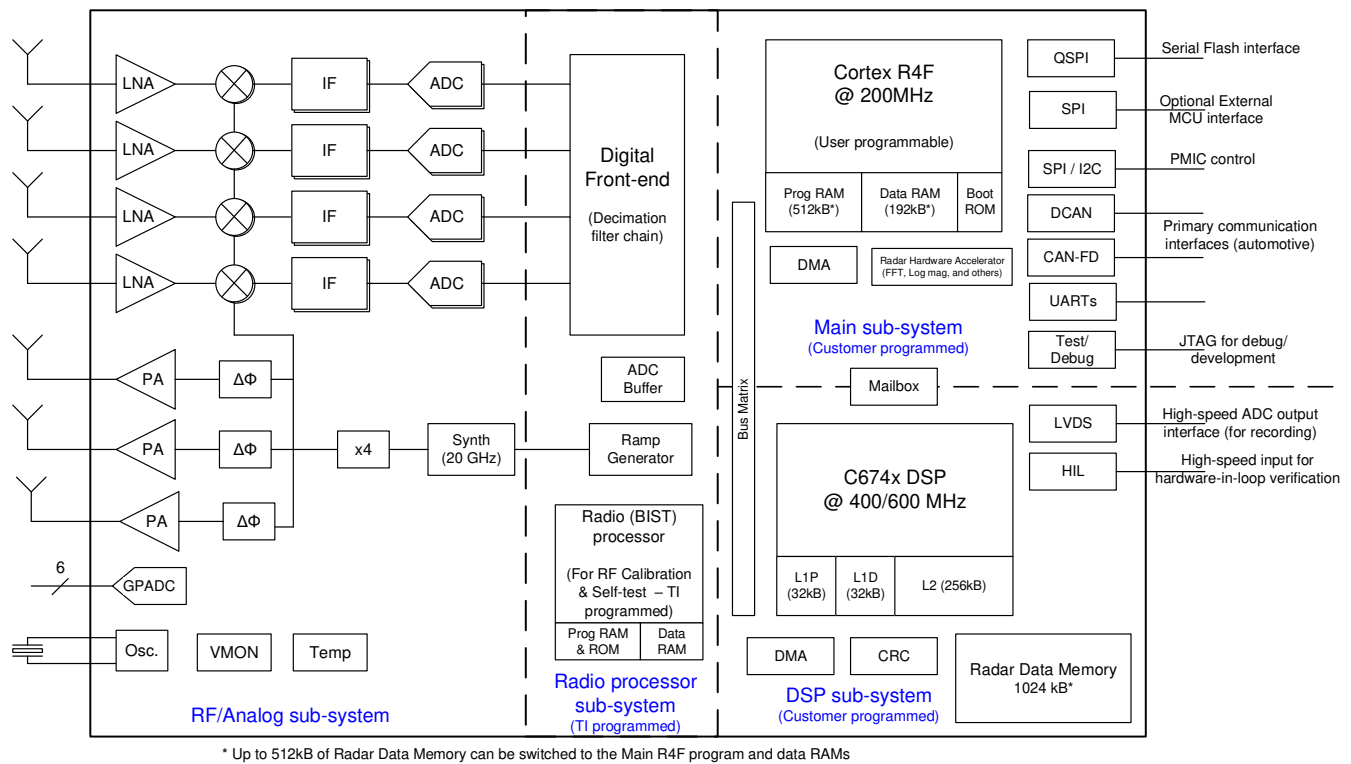 LNA
IF
ADC
LNA
IF
ADC
LNA
IF
ADC
LNA
IF
ADC
PA
ΔΦ
PA
ΔΦ
x4
Synth
(20 GHz)
PA
ΔΦ
6
GPADC
Osc.
VMON
Temp
RF/Analog sub-system
Digital
Front-end
(Decimation
filter chain)
ADC
Buffer
Ramp
Generator
Radio (BIST)
processor
(For RF Calibration
& Self-test – TI
programmed)
Prog RAM
& ROM
Data
RAM
Radio processor
sub-system
(TI programmed)
Bus Matrix
Cortex R4F
@ 200MHz
(User programmable)
Prog RAM
(512kB*)
Data RAM
(192kB*)
Boot
ROM
DMA
Radar Hardware Accelerator
(FFT, Log mag, and others)
Main sub-system
(Customer programmed)
Mailbox
C674x DSP
@ 400/600 MHz
L1P
(32kB)
L1D
(32kB)
L2 (256kB)
DMA
CRC
DSP sub-system
(Customer programmed)
Radar Data Memory
1024 kB*
QSPI
Serial Flash interface
SPI
Optional External
MCU interface
SPI / I2C
PMIC control
DCAN
Primary communication
interfaces (automotive)
CAN-FD
UARTs
Test/
Debug
JTAG for debug/
development
LVDS
High-speed ADC output
interface (for recording)
HIL
High-speed input for
hardware-in-loop verification
* Up to 512kB of Radar Data Memory can be switched to the Main R4F program and data RAMs